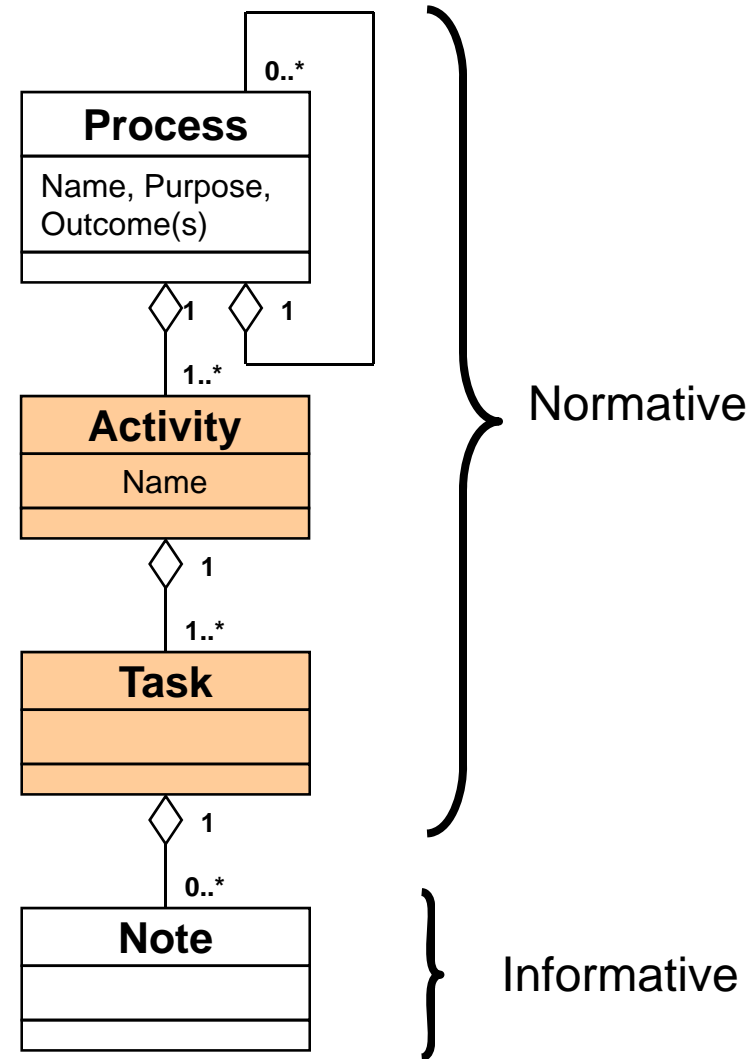 0..*
Process
Name, Purpose,
Outcome(s)
1
1
1..*
Activity
Name
1
1..*
Task
1
0..*
Note
Normative
Informative